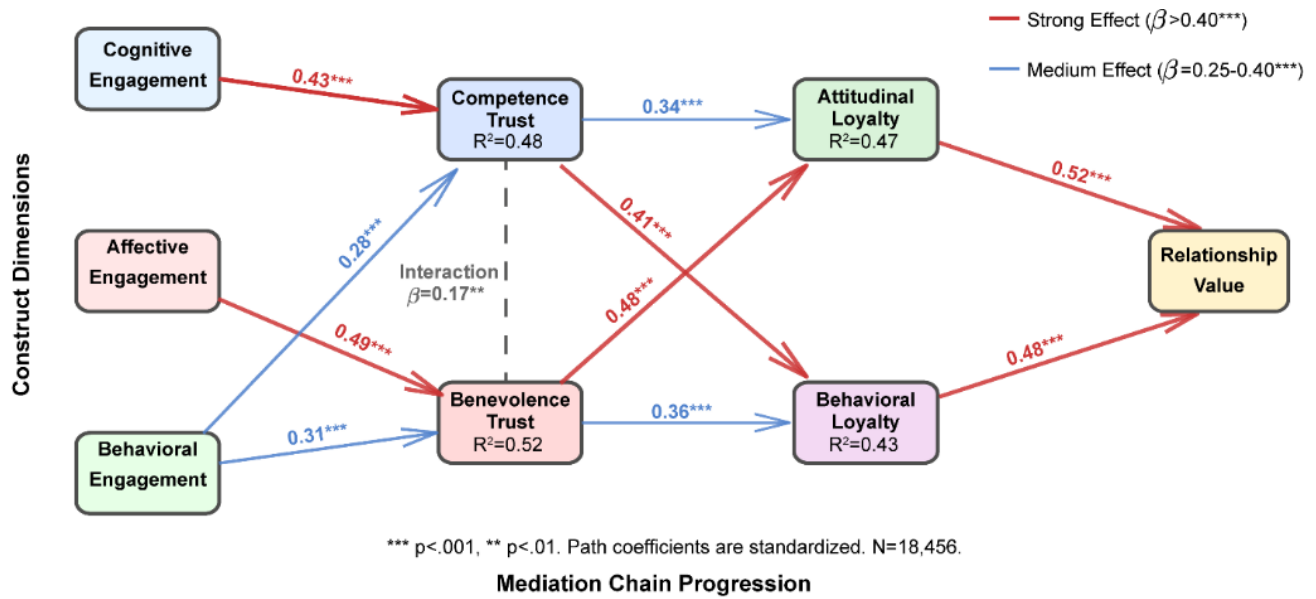 Strong Effect (β>0.40***)
Medium Effect (β=0.25-0.40***)
Construct Dimensions
Cognitive
Engagement
0.43***
Competence
Trust
R²=0.48
0.34***
Attitudinal
Loyalty
R²=0.47
0.52***
Affective
Engagement
0.28***
Interaction
β=0.17**
0.41***
0.48***
Relationship
Value
0.49***
Behavioral
Engagement
0.31***
Benevolence
Trust
R²=0.52
0.36***
Behavioral
Loyalty
R²=0.43
0.48***
*** p<.001, ** p<.01. Path coefficients are standardized. N=18,456.
Mediation Chain Progression